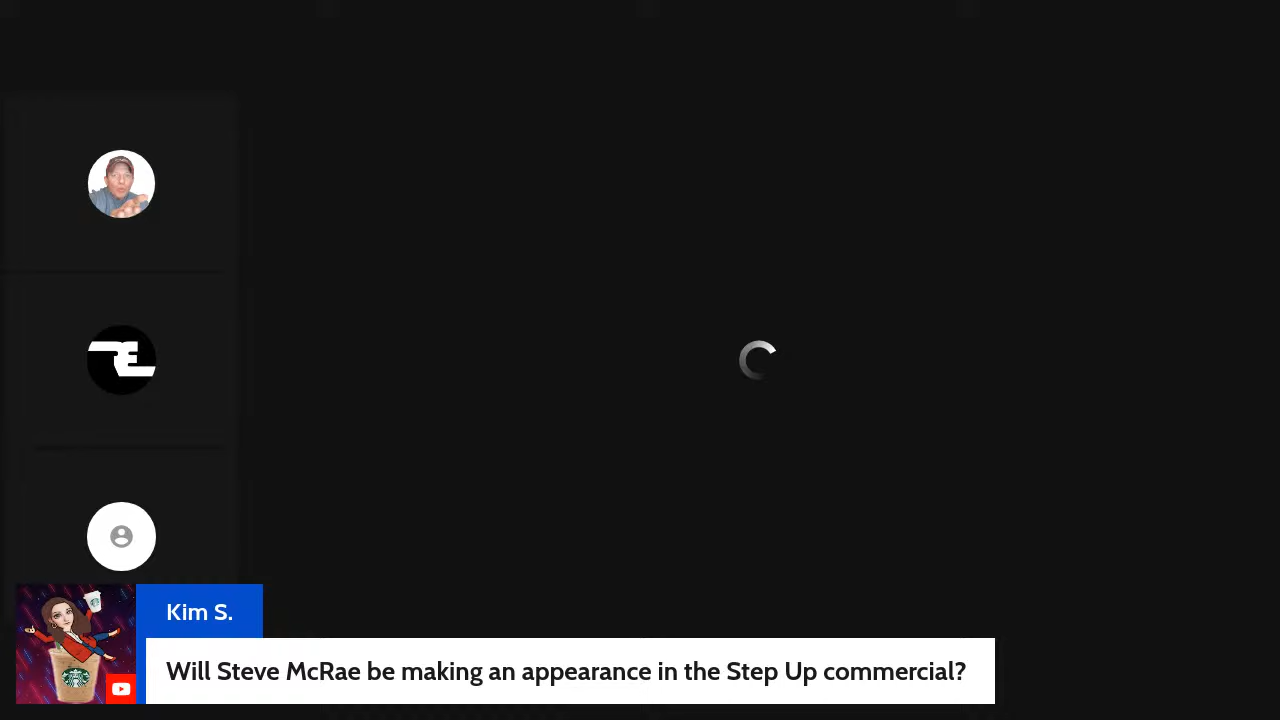 Kim S.
Will Steve McRae be making an appearance in the Step Up commercial?